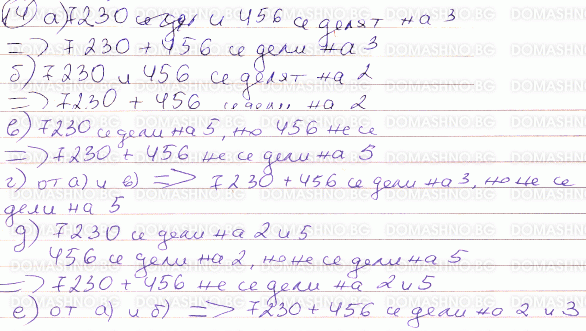 14) а) 7230 се дели и 456 се делят на 3
=> 7230 + 456 се дели на 3
б) 7230 и 456 се делят на 2
=> 7230 + 456 се дели на 2
в) 7230 се дели на 5, но 456 не се
=> 7230 + 456 не се дели на 5
г) от а) и в) => 7230 + 456 се дели на 3, но не се
дели на 5
д) 7230 се дели на 2 и 5
456 се дели на 2, но не се дели на 5
=> 7230 + 456 не се дели на 2 и 5
е) от а) и б) => 7230 + 456 се дели на 2 и 3